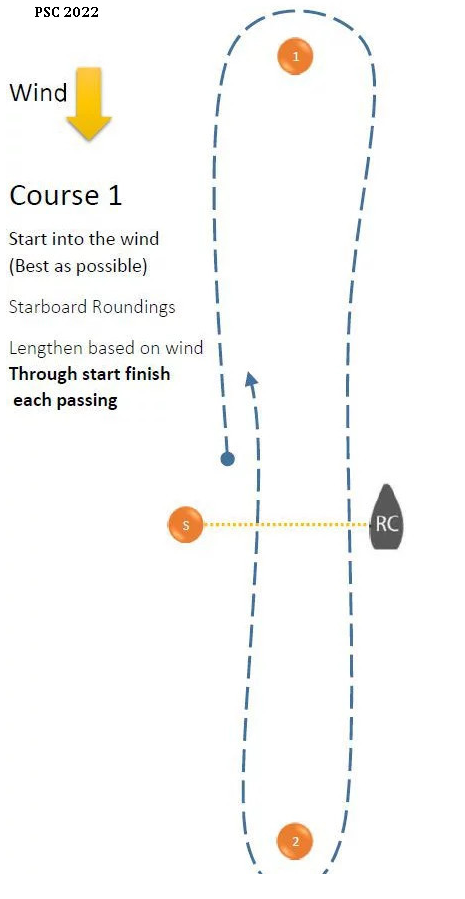 PSC 2022
1
Wind
Course 1
Start into the wind
(Best as possible)
Starboard Roundings
Lengthen based on wind
Through start finish
each passing
S
RC
2